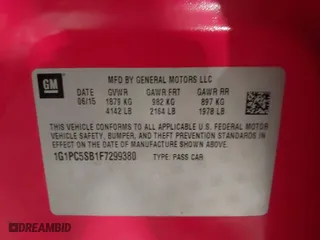 GM
MFD BY GENERAL MOTORS LLC
DATE GVWR GAWR FRT GAWR RR
06/15 1879 KG 982 KG 897 KG
4142 LB 2164 LB 1978 LB
THIS VEHICLE CONFORMS TO ALL APPLICABLE U.S. FEDERAL MOTOR
VEHICLE SAFETY, BUMPER, AND THEFT PREVENTION
STANDARDS IN EFFECT ON THE DATE OF MANUFACTURE SHOWN ABOVE.
1G1PC5SB1F7299380 TYPE: PASS CAR
DREAMBID